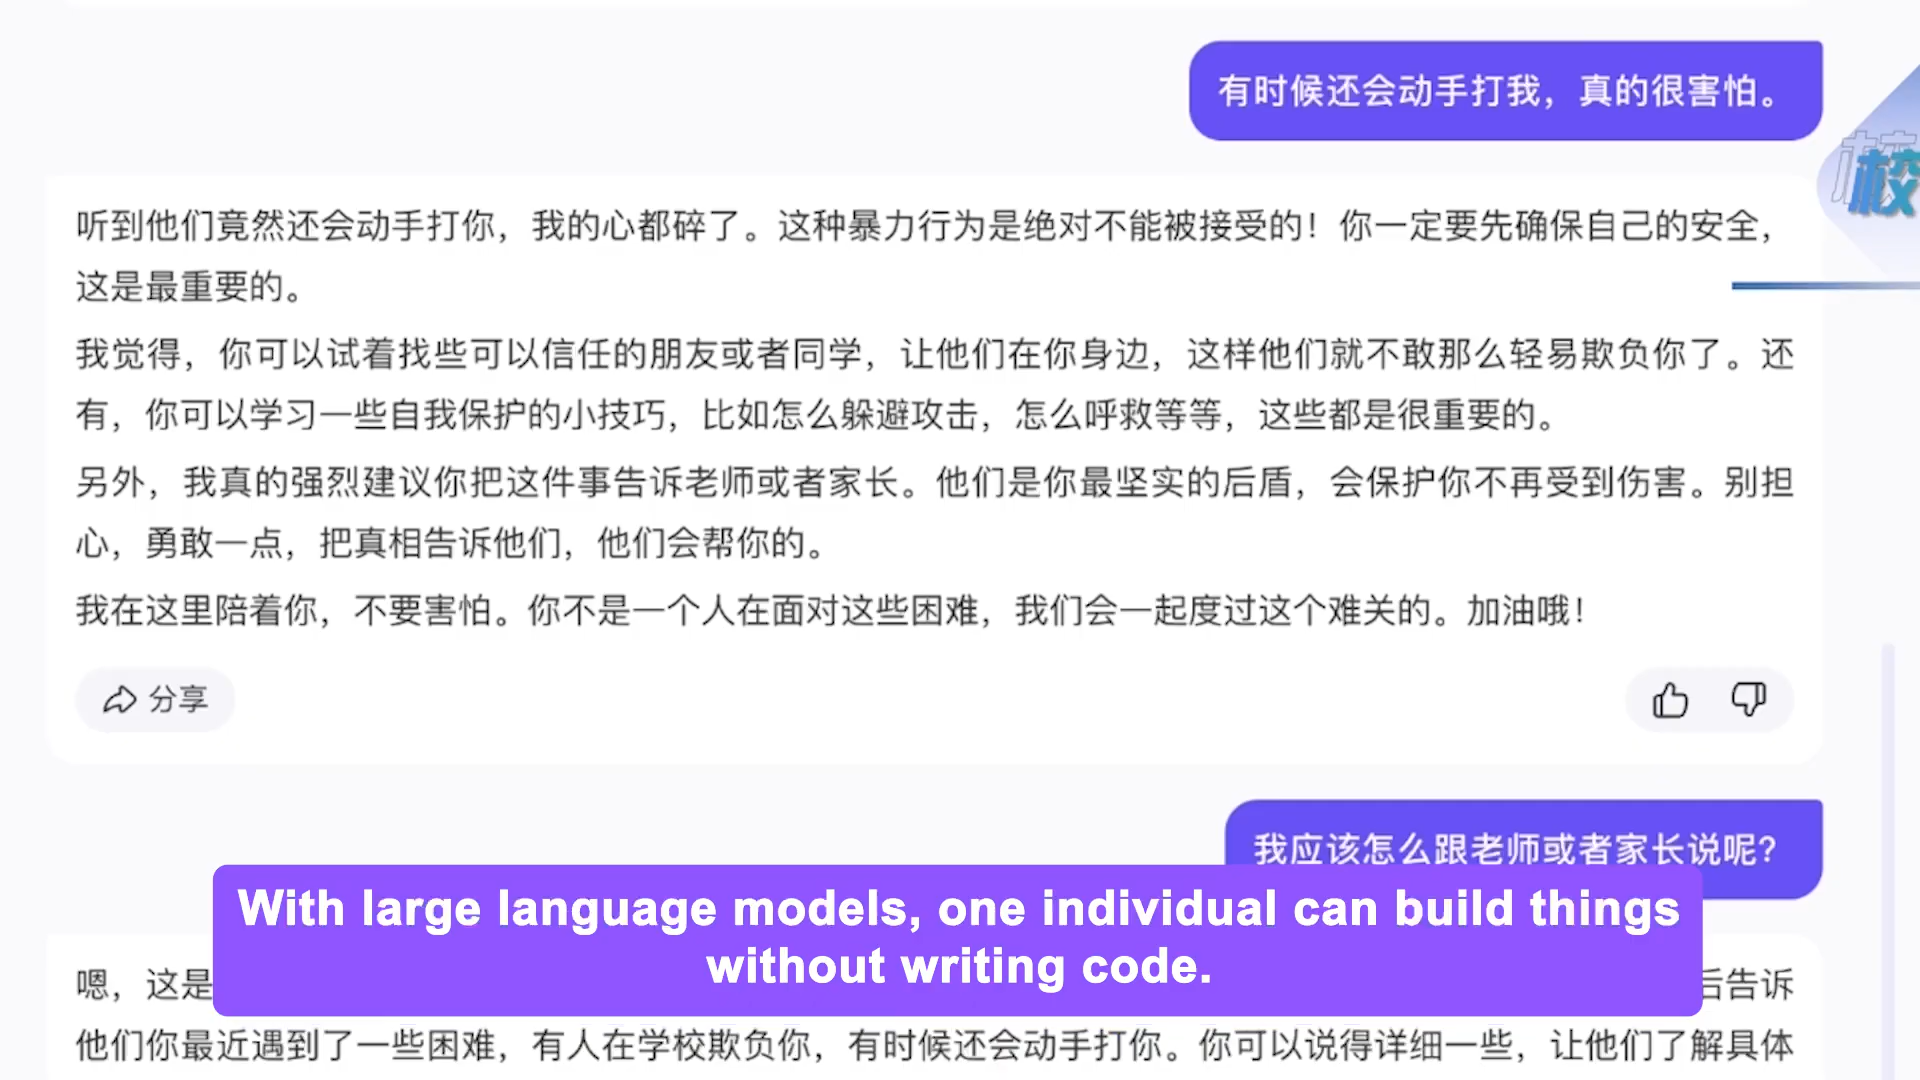 有时候还会动手打我，真的很害怕。
校
听到他们竟然还会动手打你，我的心都碎了。这种暴力行为是绝对不能被接受的！你一定要先确保自己的安全，
这是最重要的。
我觉得，你可以试着找些可以信任的朋友或者同学，让他们在你身边，这样他们就不敢那么轻易欺负你了。还
有，你可以学习一些自我保护的小技巧，比如怎么躲避攻击，怎么呼救等等，这些都是很重要的。
另外，我真的强烈建议你把这件事告诉老师或者家长。他们是你最坚实的后盾，会保护你不再受到伤害。别担
心，勇敢一点，把真相告诉他们，他们会帮你的。
我在这里陪着你，不要害怕。你不是一个人在面对这些困难，我们会一起度过这个难关的。加油哦！
分享
我应该怎么跟老师或者家长说呢？
With large language models, one individual can build things
without writing code.
嗯，这是 后告诉
他们你最近遇到了一些困难，有人在学校欺负你，有时候还会动手打你。你可以说得详细一些，让他们了解具体